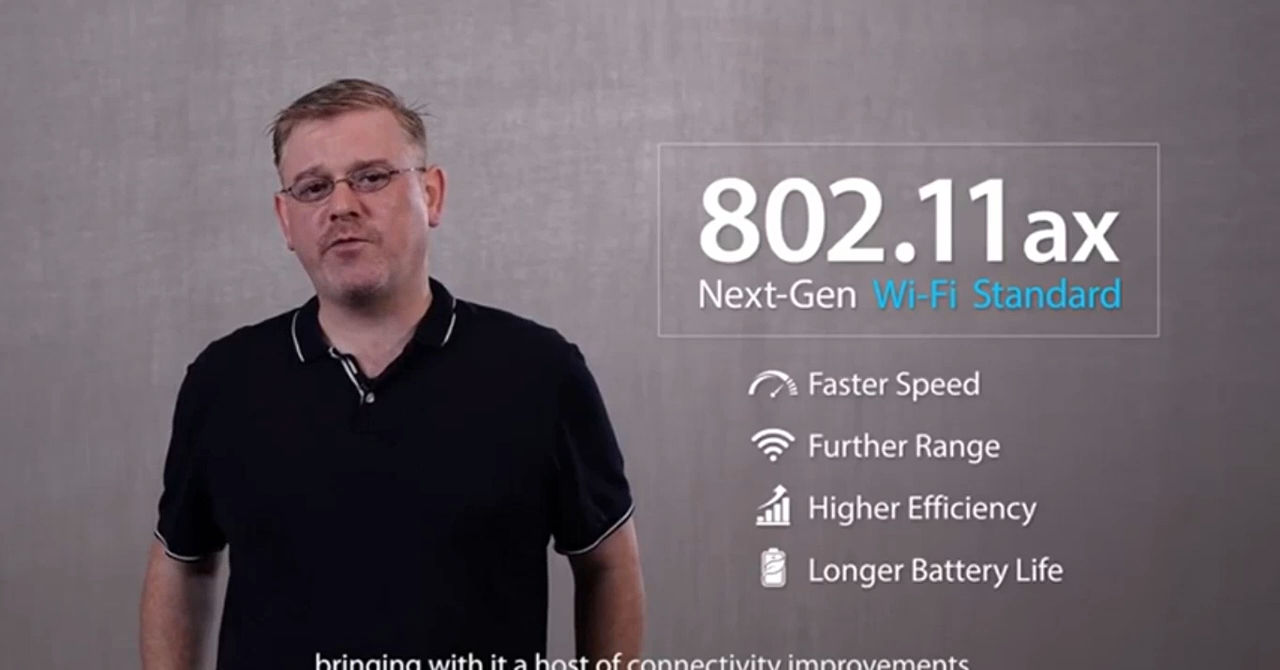 802.11ax
Next-Gen Wi-Fi Standard
Faster Speed
Further Range
Higher Efficiency
Longer Battery Life
bringing with it a host of connectivity improvements